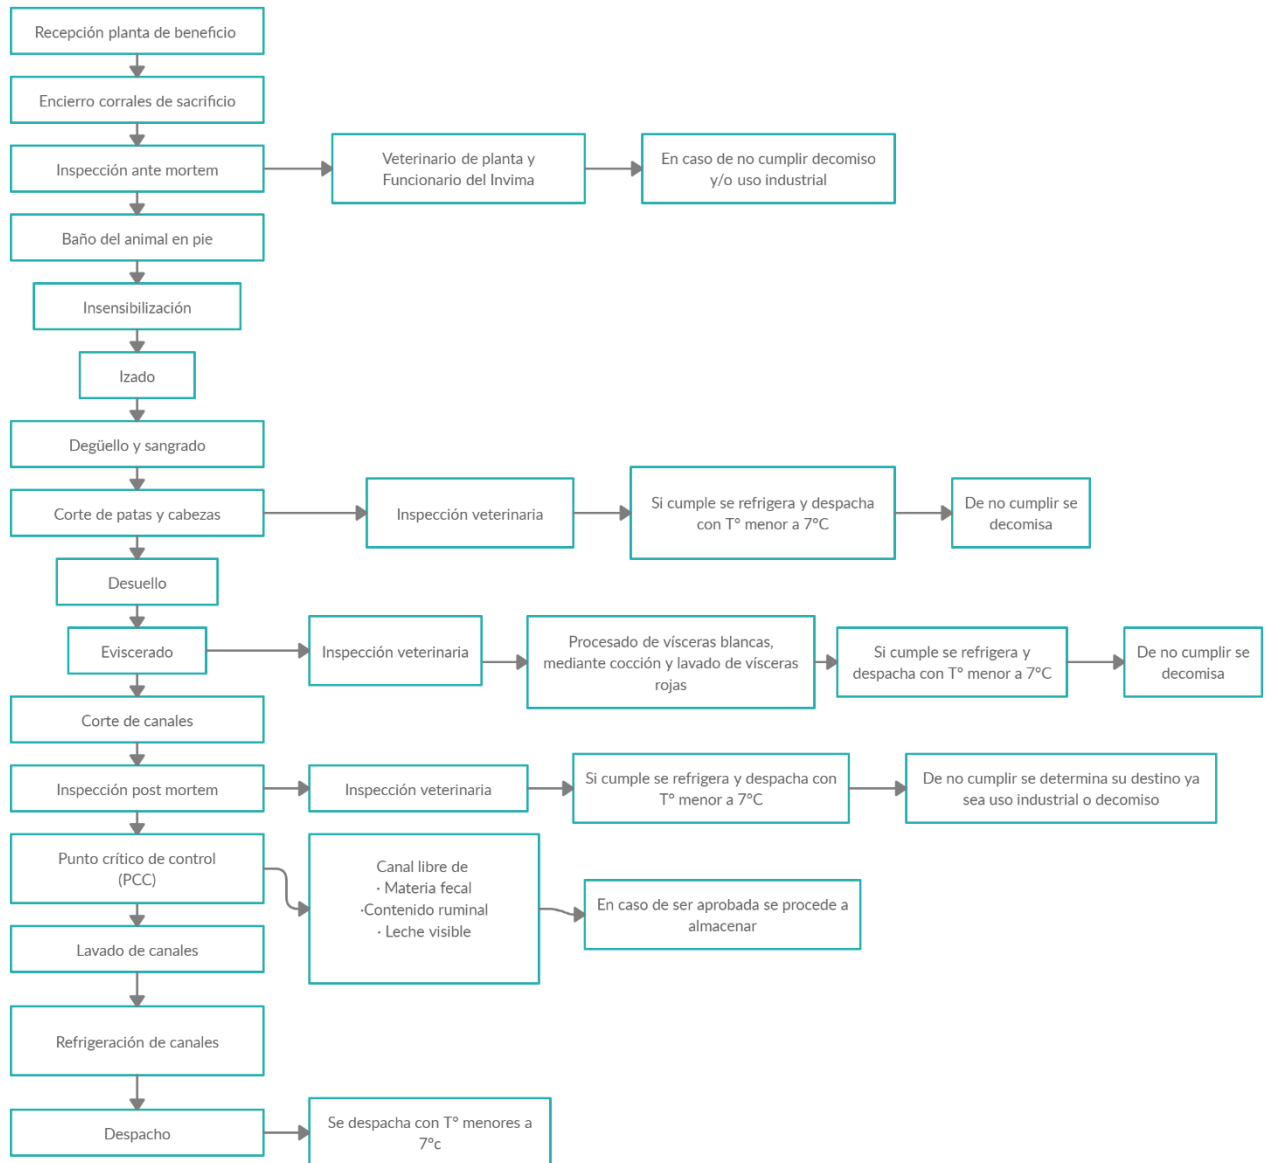 Recepción planta de beneficio
Encierro corrales de sacrificio
Inspección ante mortem
Veterinario de planta y
Funcionario del Invima
En caso de no cumplir decomiso
y/o uso industrial
Baño del animal en pie
Insensibilización
Izado
Degüello y sangrado
Corte de patas y cabezas
Inspección veterinaria
Si cumple se refrigera y despacha
con T° menor a 7°C
De no cumplir se
decomisa
Desuello
Eviscerado
Inspección veterinaria
Procesado de vísceras blancas,
mediante cocción y lavado de vísceras
rojas
Si cumple se refrigera y
despacha con T° menor a 7°C
De no cumplir se
decomisa
Corte de canales
Inspección post mortem
Inspección veterinaria
Si cumple se refrigera y despacha con
T° menor a 7°C
De no cumplir se determina su destino ya
sea uso industrial o decomiso
Punto crítico de control
(PCC)
Canal libre de
· Materia fecal
·Contenido ruminal
· Leche visible
En caso de ser aprobada se procede a
almacenar
Lavado de canales
Refrigeración de canales
Despacho
Se despacha con T° menores a
7°c